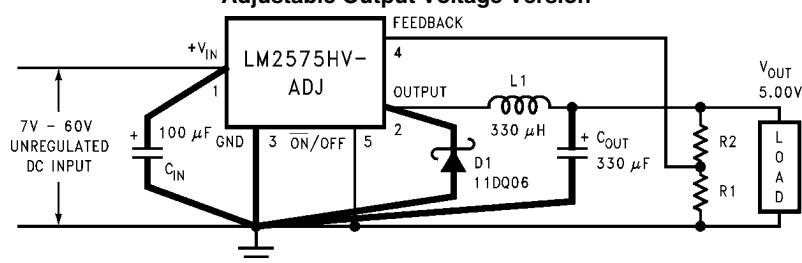 Adjustable Output Voltage Version
FEEDBACK
+VIN
LM2575HV-
ADJ
4
1
OUTPUT
L1
VOUT
5.00V
7V – 60V
UNREGULATED
DC INPUT
+ 100 μF
CIN
GND
3
ON/OFF
5
2
330 μH
+ COUT
330 μF
D1
11DQ06
R2
R1
LOAD